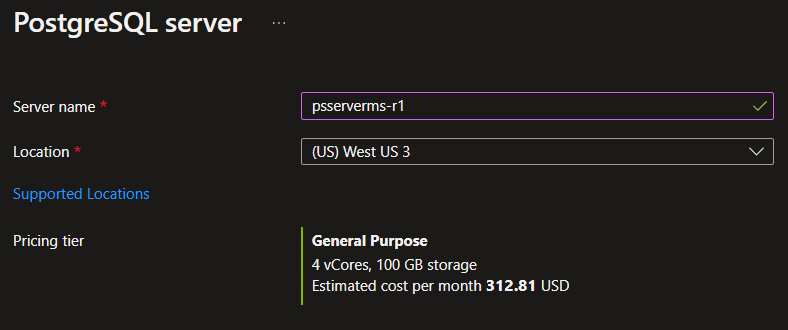 PostgreSQL server ...
Server name *
psserverms-r1
Location *
(US) West US 3
Supported Locations
Pricing tier
General Purpose
4 vCores, 100 GB storage
Estimated cost per month 312.81 USD